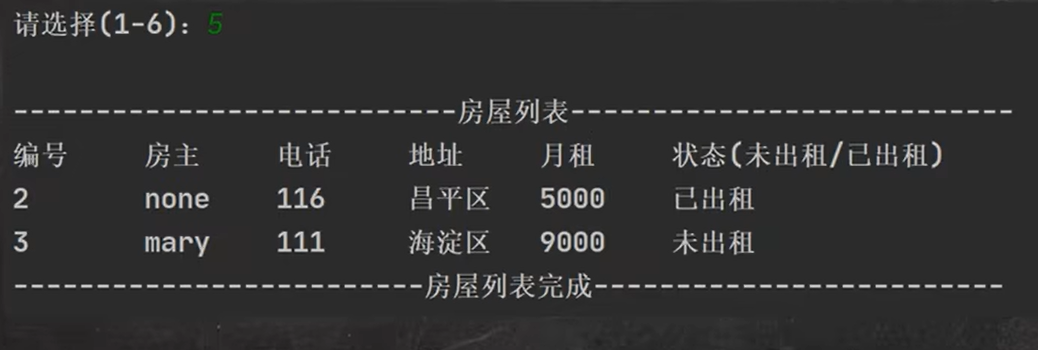 请选择(1-6)：5
---------------------------房屋列表---------------------------
编号 房主 电话 地址 月租 状态(未出租/已出租)
2 none 116 昌平区 5000 已出租
3 mary 111 海淀区 9000 未出租
-------------------------房屋列表完成-------------------------